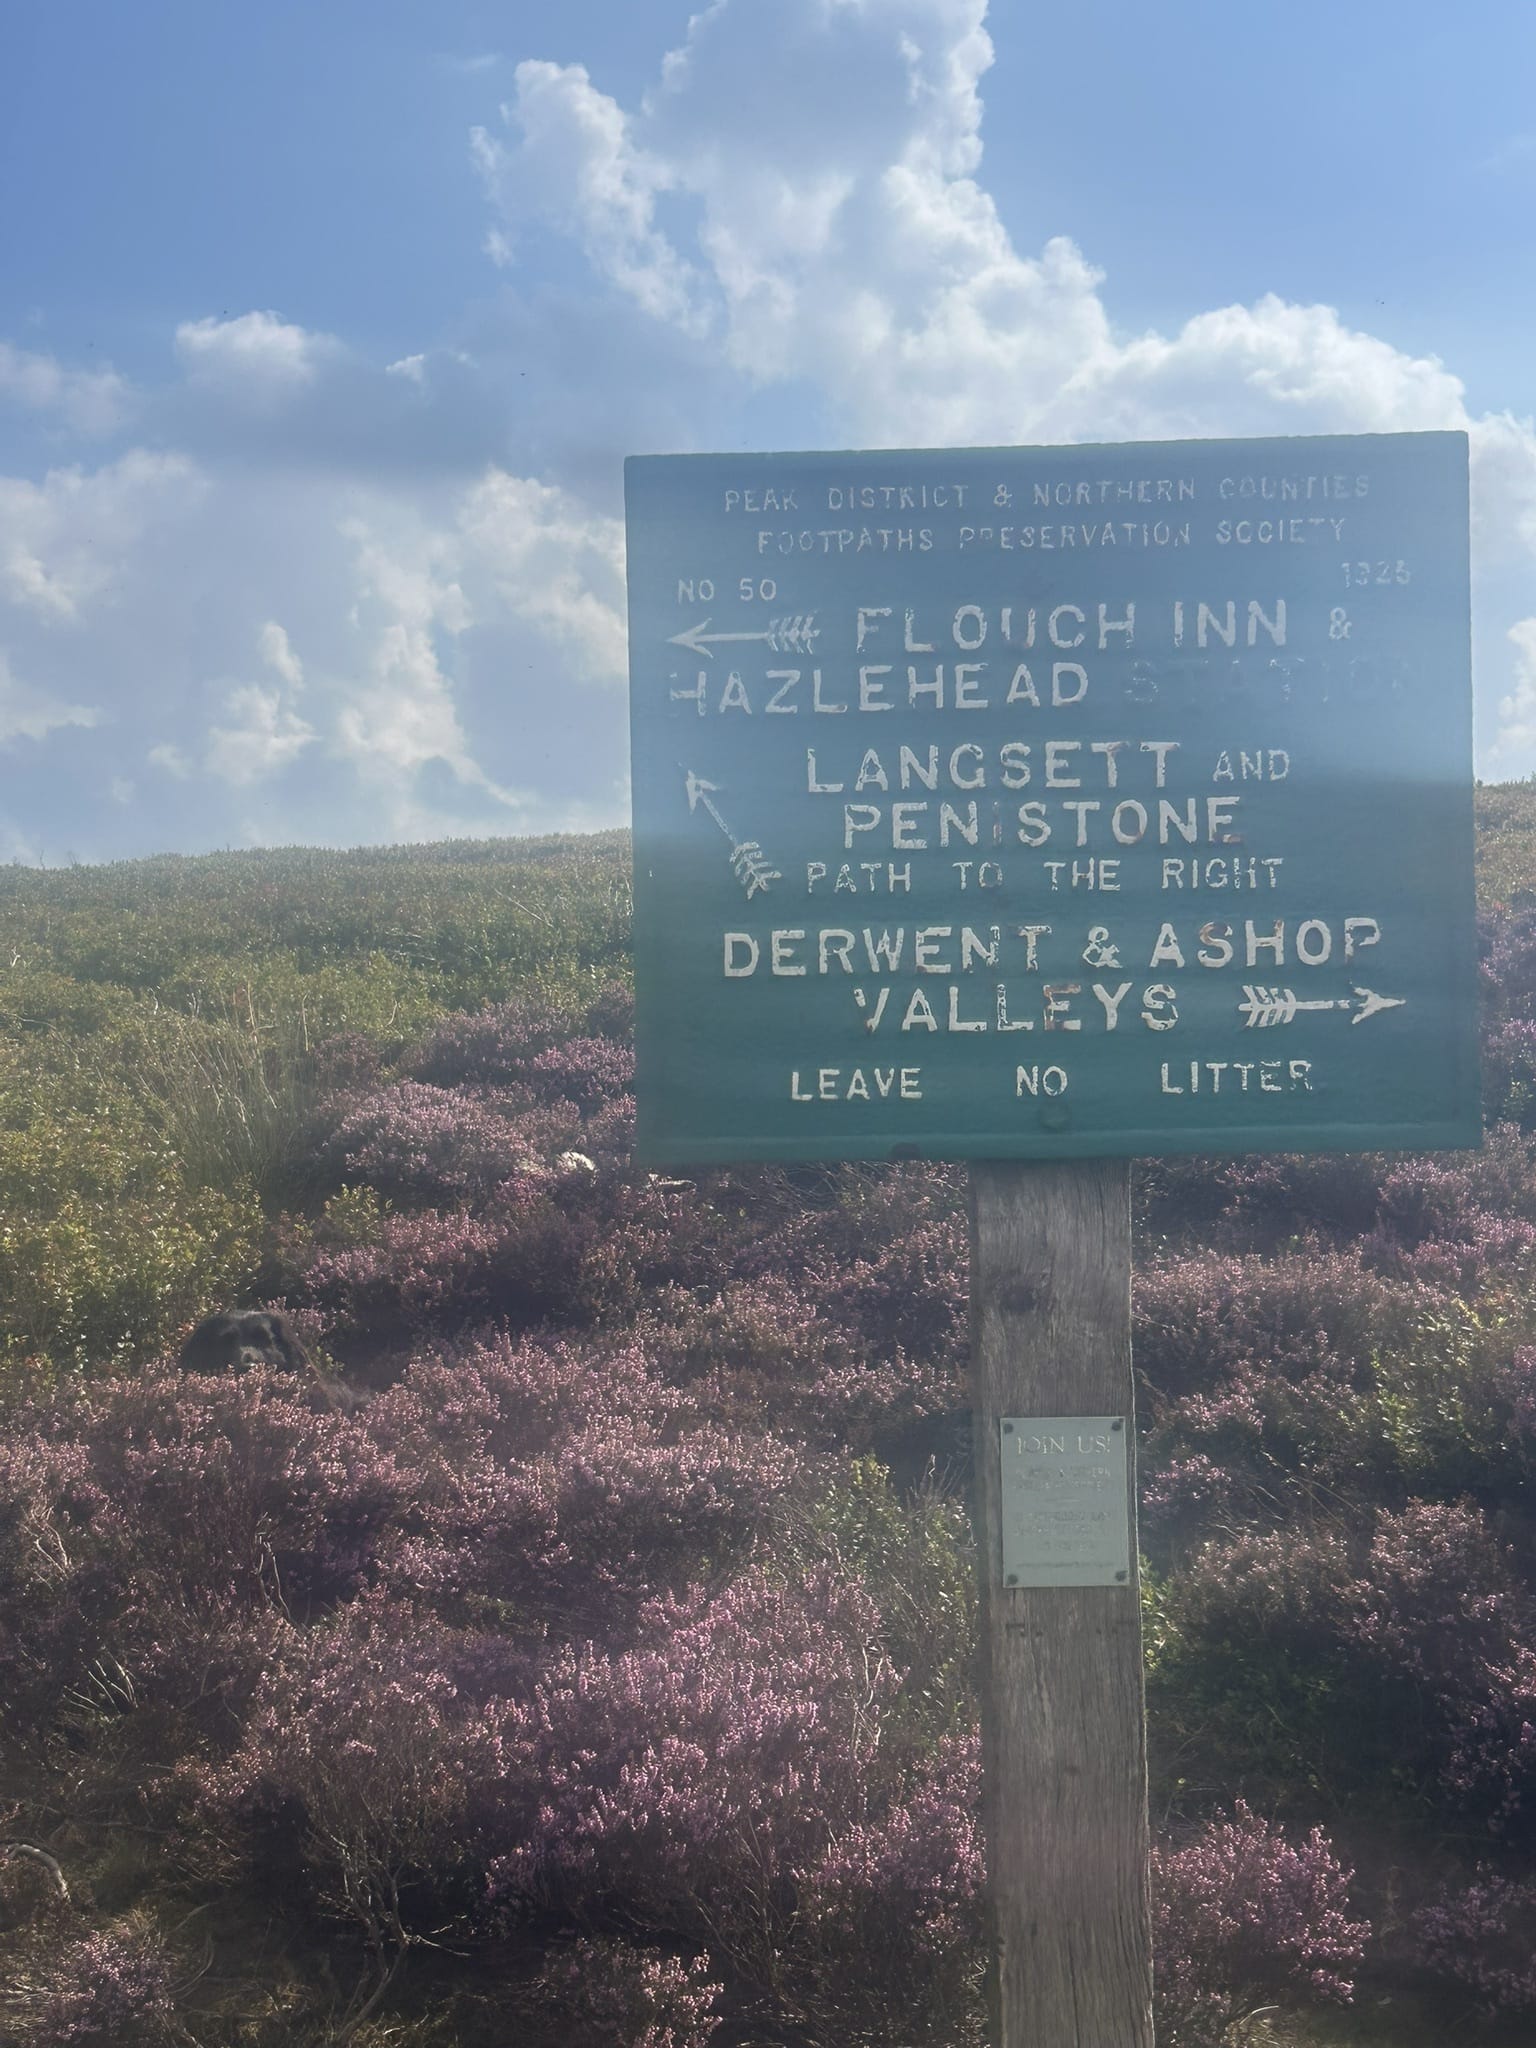 PEAK DISTRICT & NORTHERN COUNTIES
FOOTPATHS PRESERVATION SOCIETY
NO 50
FLOUCH INN &
HAZLEHEAD STATION
LANGSETT AND
PENISTONE
PATH TO THE RIGHT
DERWENT & ASHOP
VALLEYS
LEAVE NO LITTER
JOIN US!